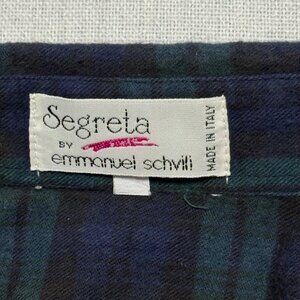 Segreta
BY
emmanuel schvili
MADE IN ITALY